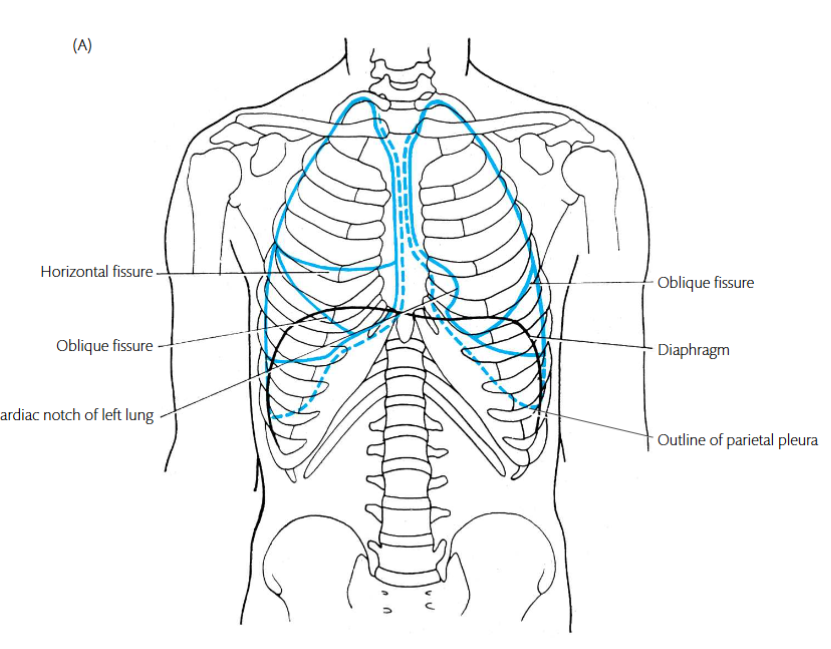 (A)
Horizontal fissure
Oblique fissure
Oblique fissure
Diaphragm
ardiac notch of left lung
Outline of parietal pleura